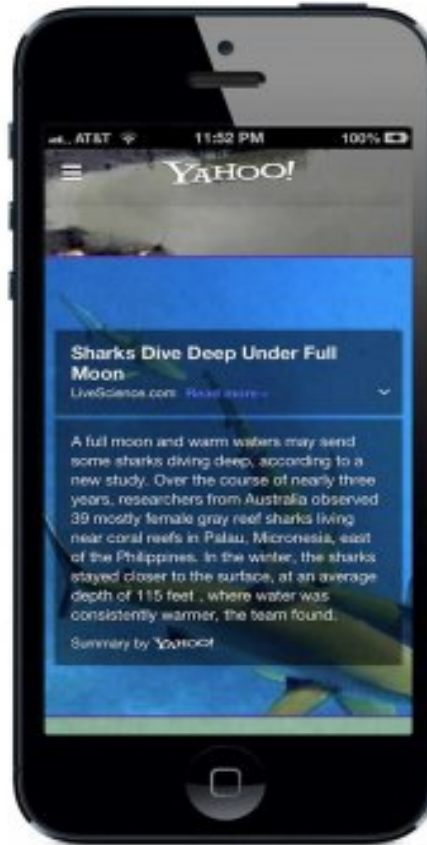 AT&T 11:52 PM 100%
YAHOO!
Sharks Dive Deep Under Full
Moon
LiveScience.com Read more »
A full moon and warm waters may send
some sharks diving deep, according to a
new study. Over the course of nearly three
years, researchers from Australia observed
39 mostly female gray reef sharks living
near coral reefs in Palau, Micronesia, east
of the Philippines. In the winter, the sharks
stayed closer to the surface, at an average
depth of 115 feet , where water was
consistently warmer, the team found.
Summary by YAHOO!